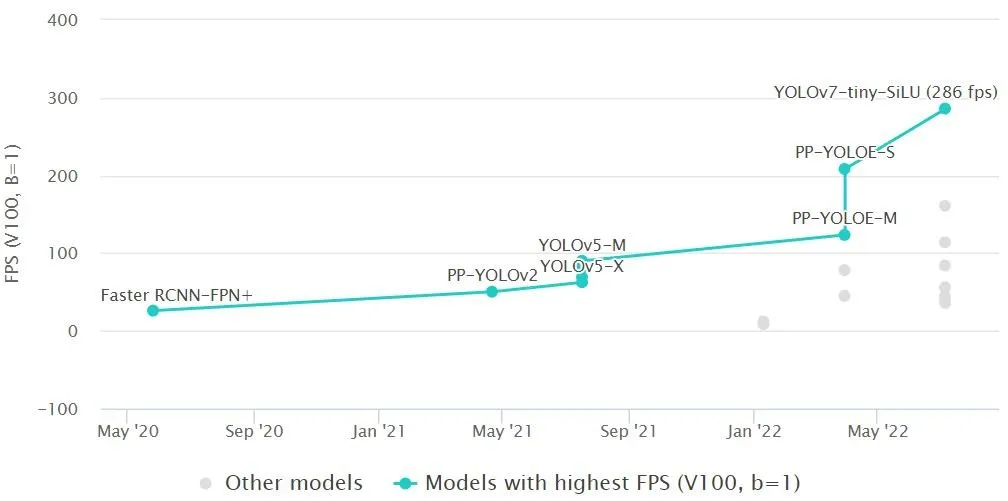 400
300
200
100
0
-100
FPS (V100, B=1)
YOLOv7-tiny-SiLU (286 fps)
PP-YOLOE-S
PP-YOLOE-M
YOLOv5-M
YOLOv5-X
PP-YOLOv2
Faster RCNN-FPN+
May '20 Sep '20 Jan '21 May '21 Sep '21 Jan '22 May '22
Other models Models with highest FPS (V100, b=1)